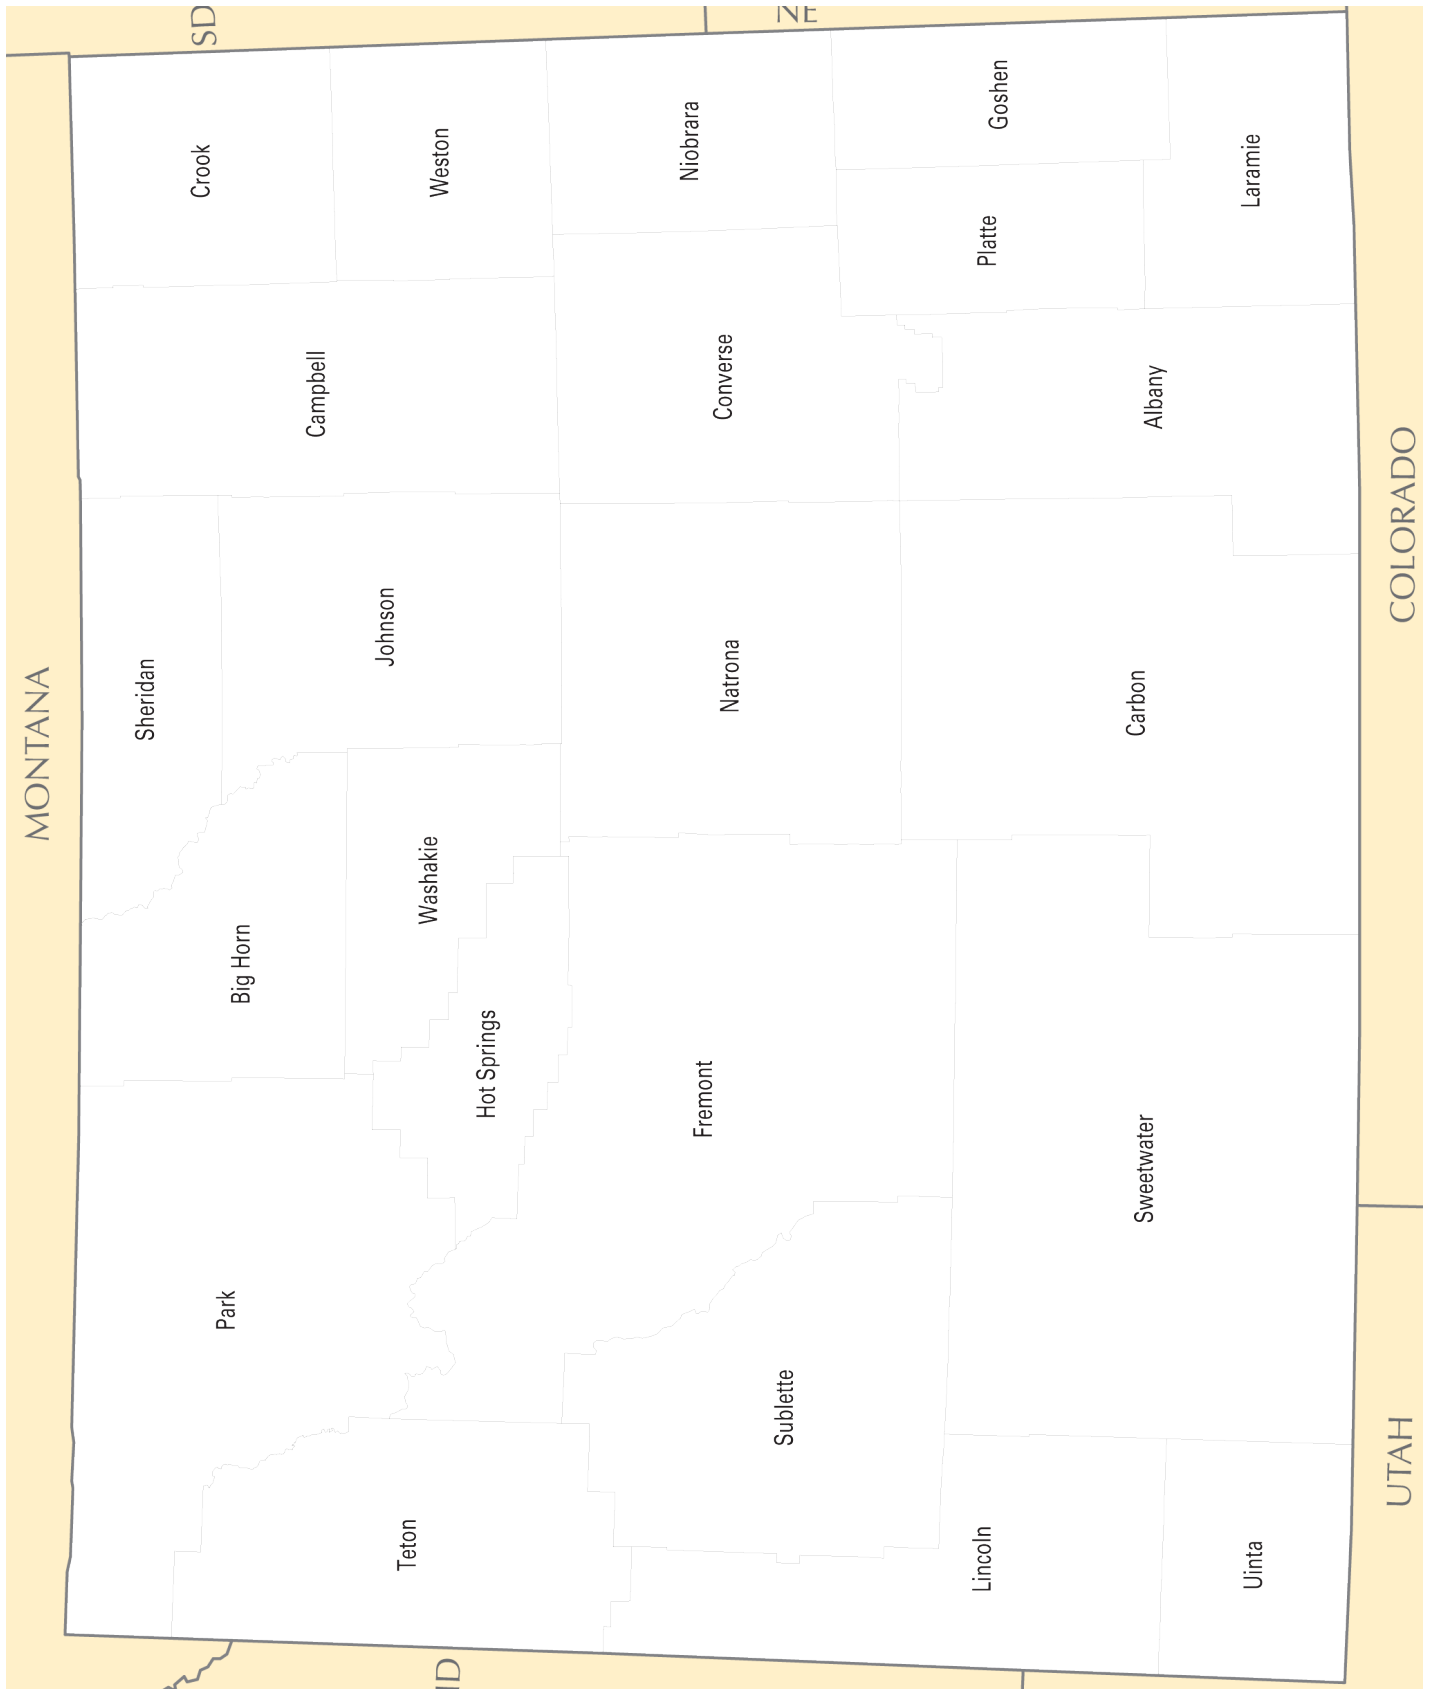 MONTANA
SD
NE
COLORADO
UTAH
ID
Crook
Weston
Niobrara
Goshen
Laramie
Platte
Campbell
Converse
Albany
Sheridan
Johnson
Natrona
Carbon
Big Horn
Washakie
Hot Springs
Fremont
Sweetwater
Park
Teton
Sublette
Lincoln
Uinta